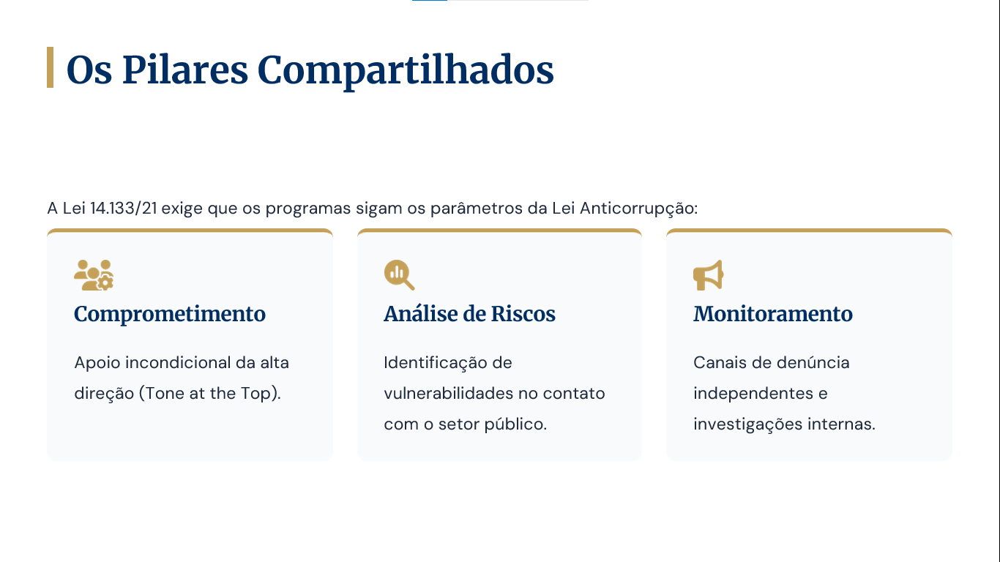 Os Pilares Compartilhados
A Lei 14.133/21 exige que os programas sigam os parâmetros da Lei Anticorrupção:
Comprometimento
Apoio incondicional da alta
direção (Tone at the Top).
Análise de Riscos
Identificação de
vulnerabilidades no contato
com o setor público.
Monitoramento
Canais de denúncia
independentes e
investigações internas.